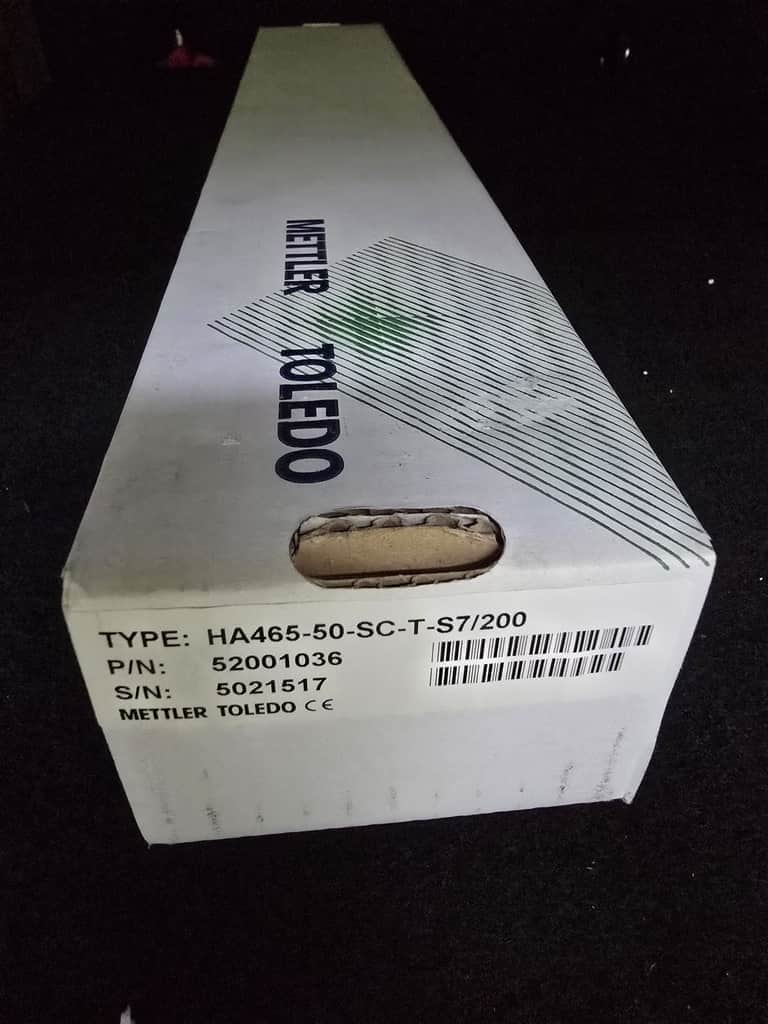 METTLER TOLEDO
TYPE: HA465-50-SC-T-S7/200
P/N: 52001036
S/N: 5021517
METTLER TOLEDO CE